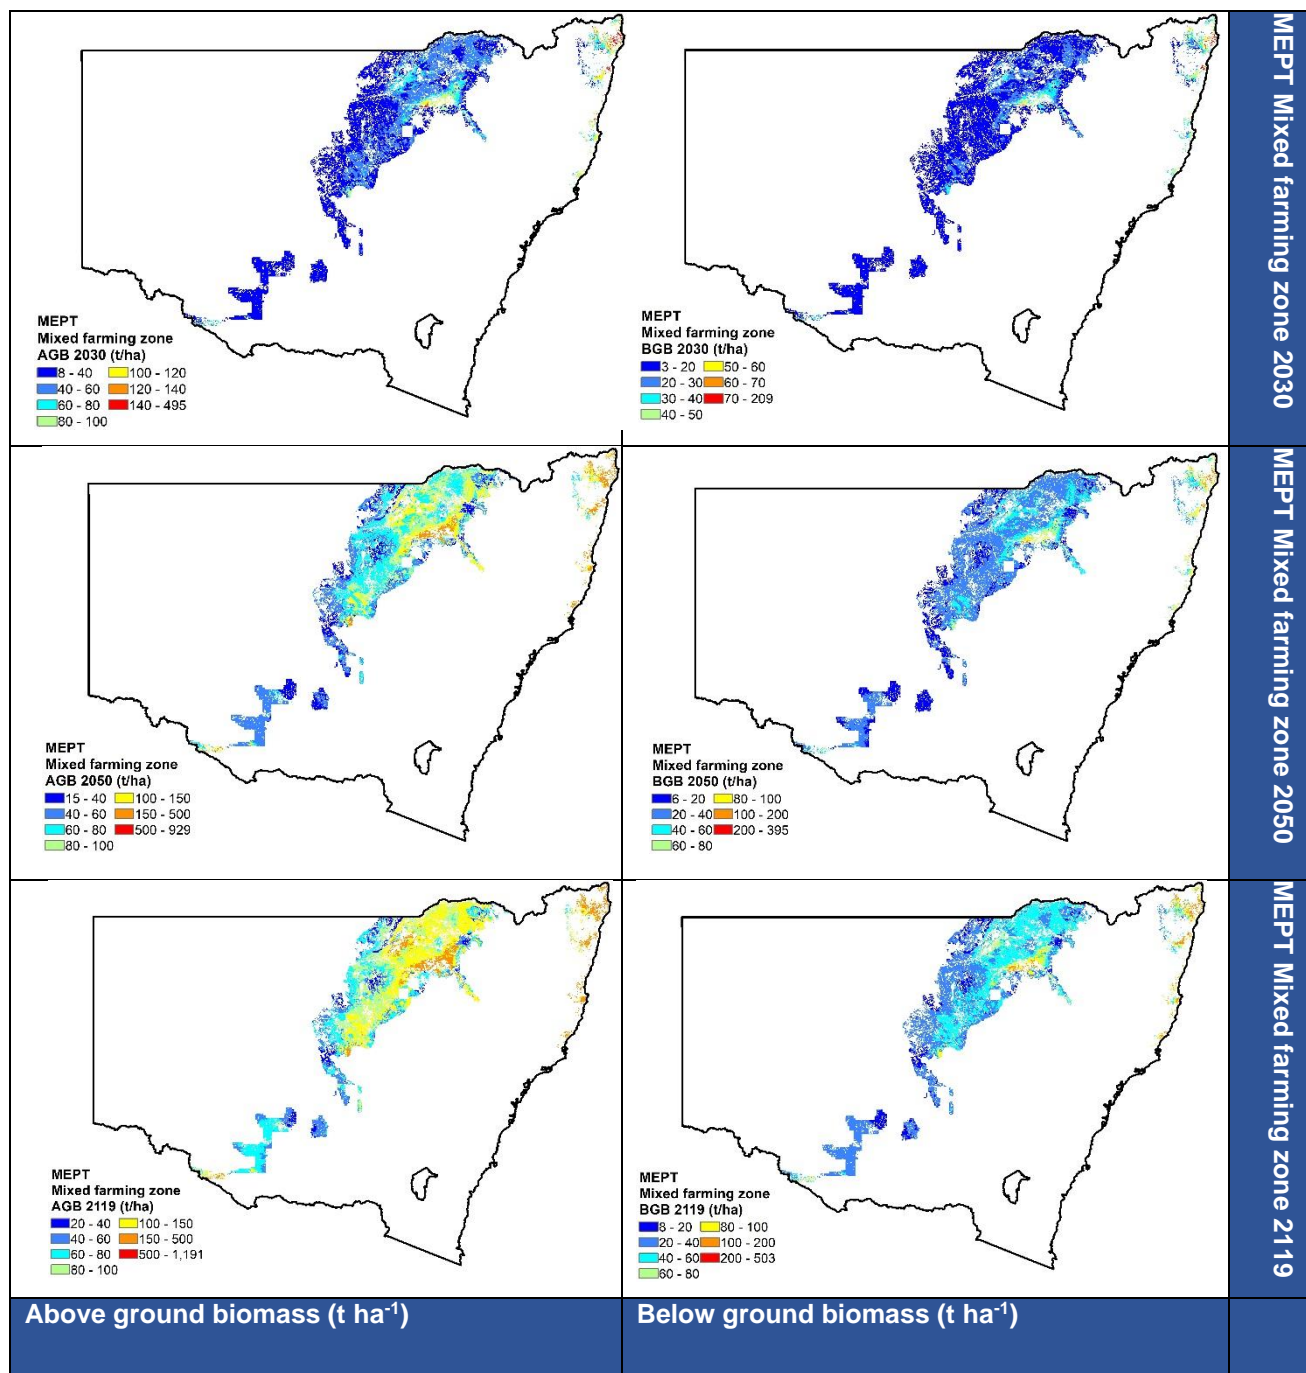 MEPT
Mixed farming zone
AGB 2030 (t/ha)
8 - 40 100 - 120
40 - 60 120 - 140
60 - 80 140 - 495
80 - 100
MEPT
Mixed farming zone
BGB 2030 (t/ha)
3 - 20 50 - 60
20 - 30 60 - 70
30 - 40 70 - 209
40 - 50
MEPT Mixed farming zone 2030
MEPT
Mixed farming zone
AGB 2050 (t/ha)
15 - 40 100 - 150
40 - 60 150 - 500
60 - 80 500 - 929
80 - 100
MEPT
Mixed farming zone
BGB 2050 (t/ha)
6 - 20 80 - 100
20 - 40 100 - 200
40 - 60 200 - 395
60 - 80
MEPT Mixed farming zone 2050
MEPT
Mixed farming zone
AGB 2119 (t/ha)
20 - 40 100 - 150
40 - 60 150 - 500
60 - 80 500 - 1,191
80 - 100
MEPT
Mixed farming zone
BGB 2119 (t/ha)
8 - 20 80 - 100
20 - 40 100 - 200
40 - 60 200 - 503
60 - 80
MEPT Mixed farming zone 2119
Above ground biomass (t ha⁻¹)
Below ground biomass (t ha⁻¹)